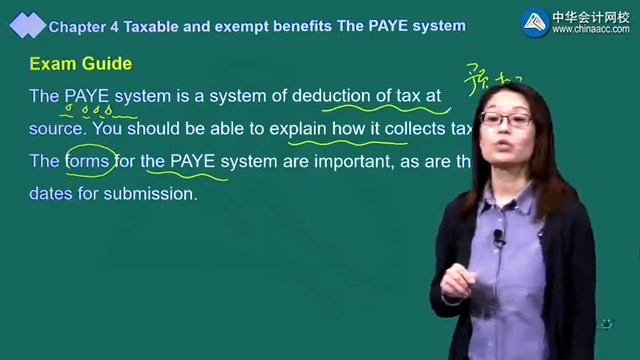 Chapter 4 Taxable and exempt benefits The PAYE system
中华会计网校
www.chinaacc.com
Exam Guide
The PAYE system is a system of deduction of tax at
source. You should be able to explain how it collects tax
The forms for the PAYE system are important, as are
dates for submission.